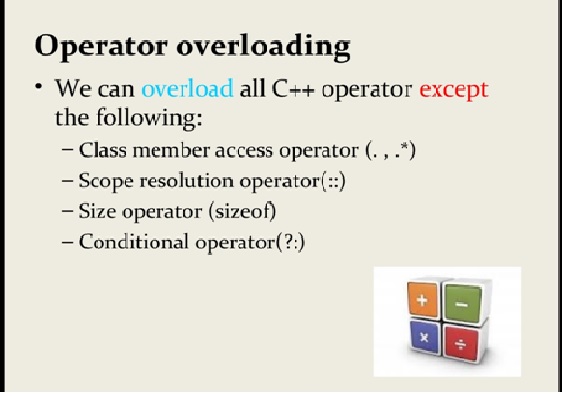 Operator overloading
• We can overload all C++ operator except
the following:
– Class member access operator (. , .*)
– Scope resolution operator(::)
– Size operator (sizeof)
– Conditional operator(?:)
+ −
× ÷